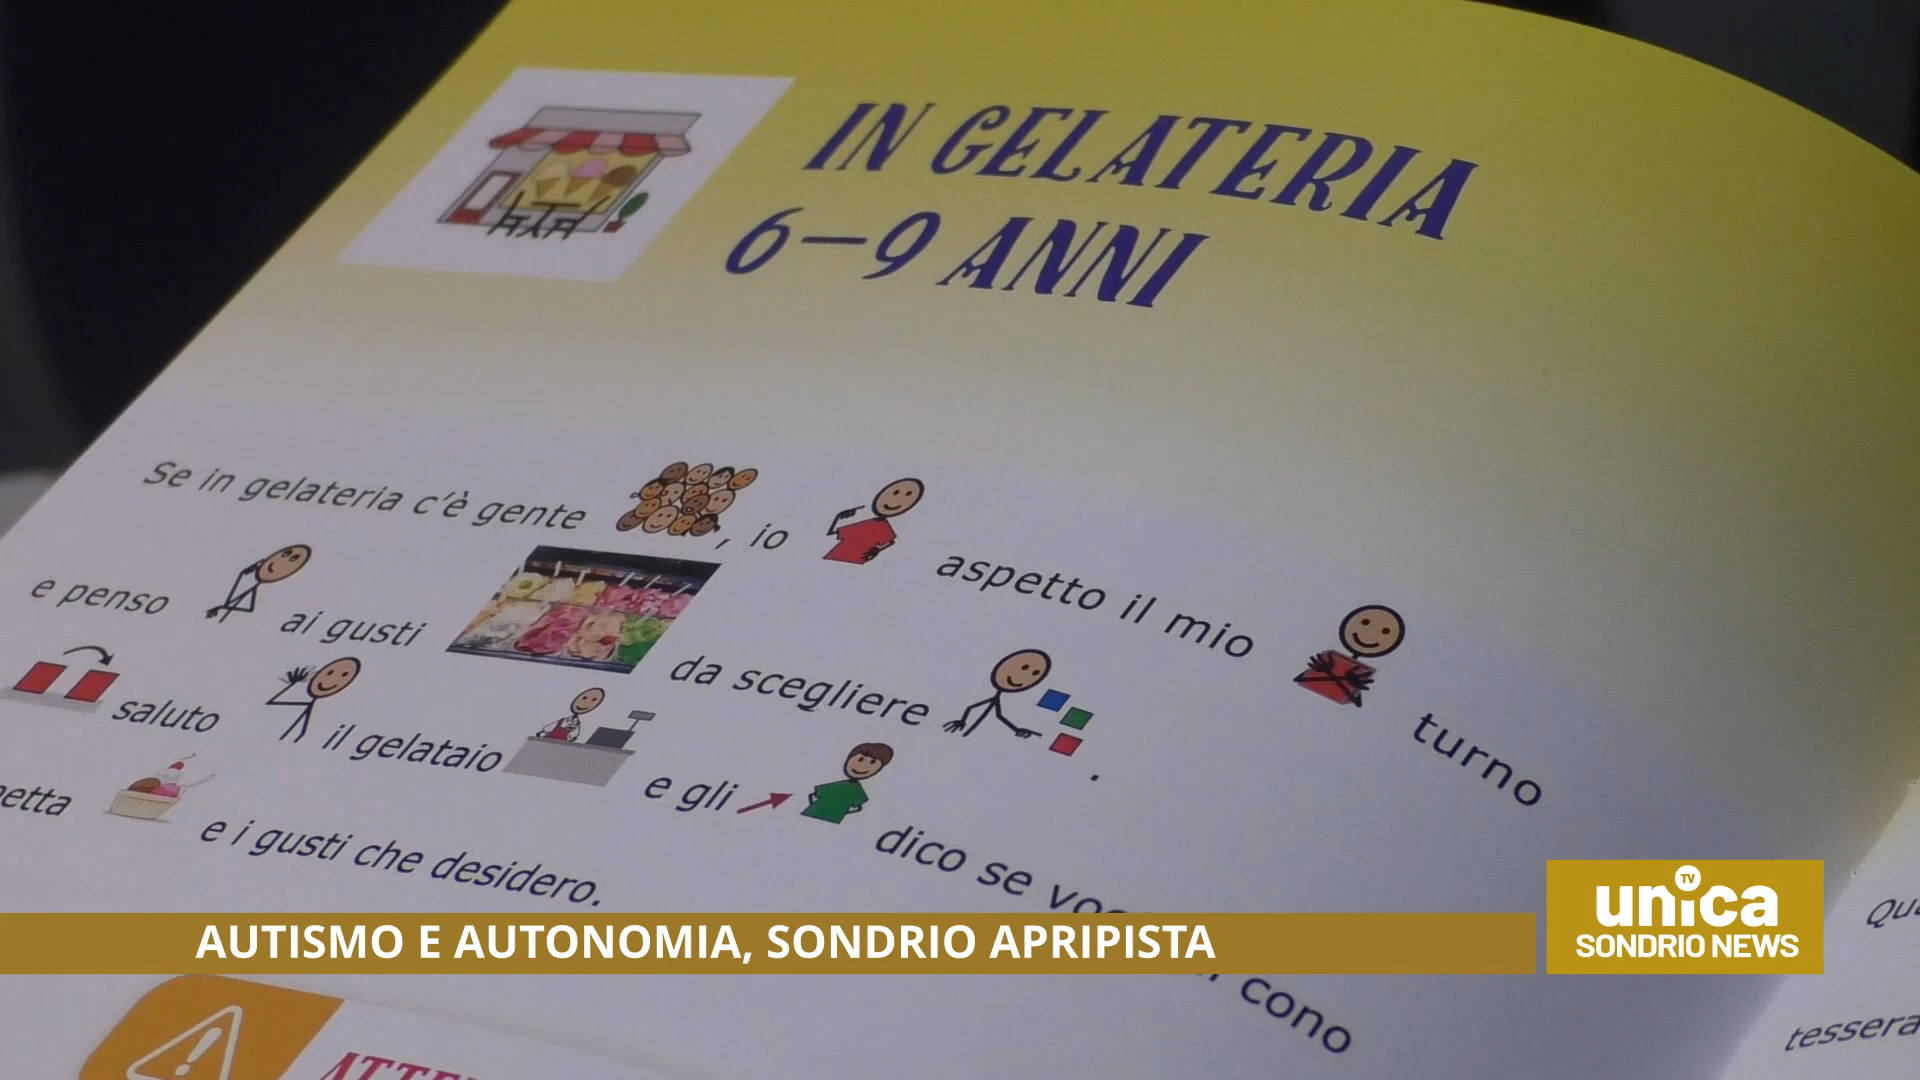 IN GELATERIA
6–9 ANNI
Se in gelateria c'è gente , io aspetto il mio turno
e penso ai gusti da scegliere .
saluto il gelataio e gli dico se
cono
e i gusti che desidero.
AUTISMO E AUTONOMIA, SONDRIO APRIPISTA
unica TV
SONDRIO NEWS
tessera